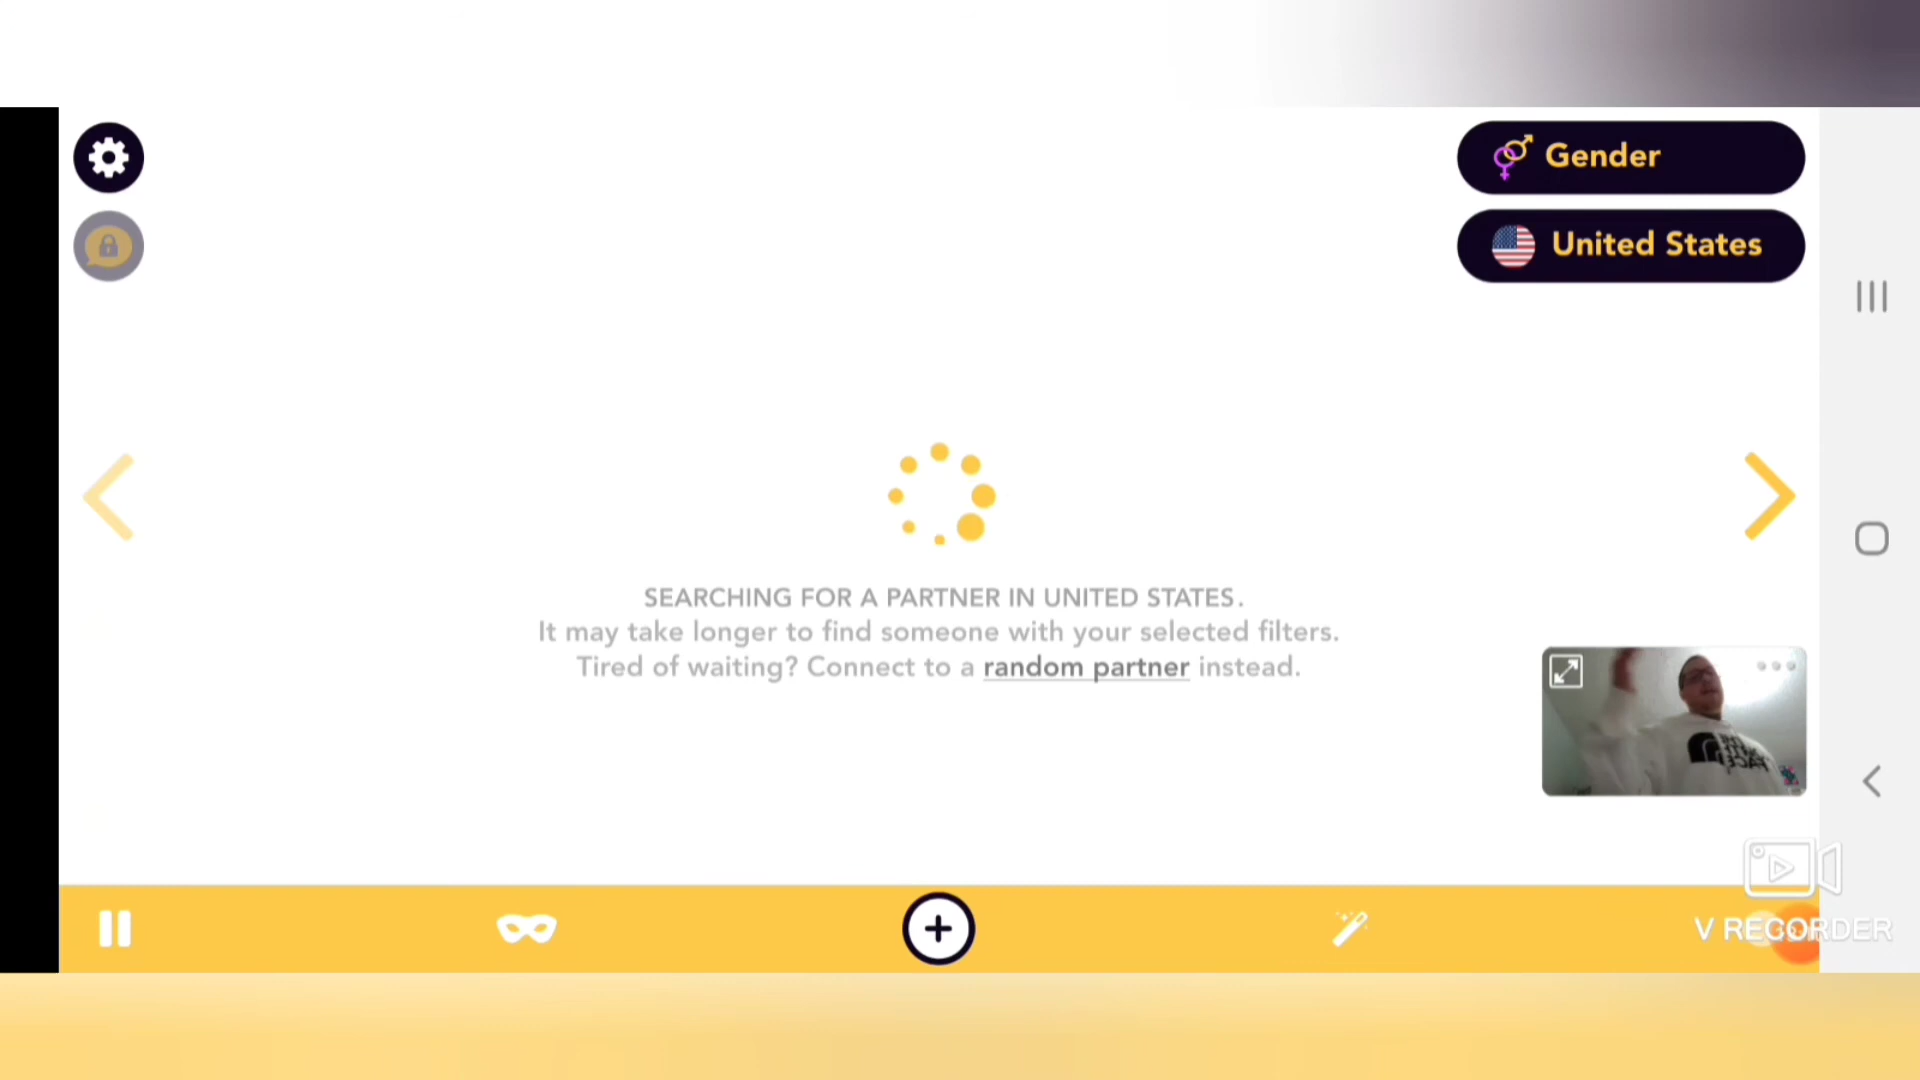 Gender
United States
SEARCHING FOR A PARTNER IN UNITED STATES.
It may take longer to find someone with your selected filters.
Tired of waiting? Connect to a random partner instead.
V RECORDER